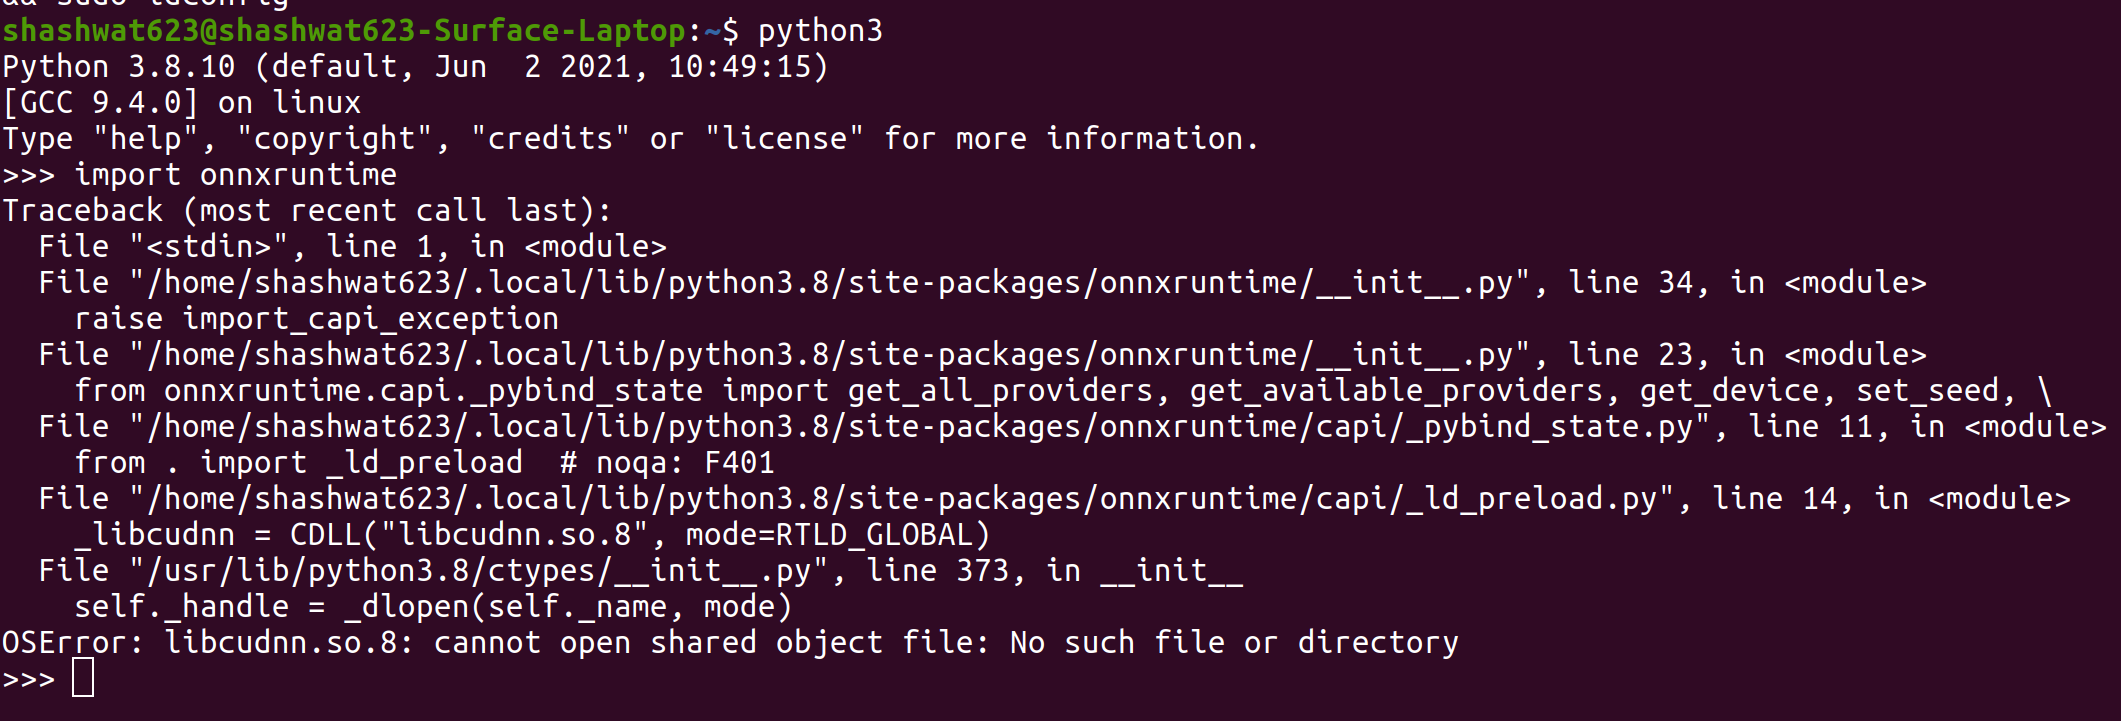 && sudo ldconfig
shashwat623@shashwat623-Surface-Laptop:~$ python3
Python 3.8.10 (default, Jun  2 2021, 10:49:15)
[GCC 9.4.0] on linux
Type "help", "copyright", "credits" or "license" for more information.
>>> import onnxruntime
Traceback (most recent call last):
  File "<stdin>", line 1, in <module>
  File "/home/shashwat623/.local/lib/python3.8/site-packages/onnxruntime/__init__.py", line 34, in <module>
    raise import_capi_exception
  File "/home/shashwat623/.local/lib/python3.8/site-packages/onnxruntime/__init__.py", line 23, in <module>
    from onnxruntime.capi._pybind_state import get_all_providers, get_available_providers, get_device, set_seed, \
  File "/home/shashwat623/.local/lib/python3.8/site-packages/onnxruntime/capi/_pybind_state.py", line 11, in <module>
    from . import _ld_preload  # noqa: F401
  File "/home/shashwat623/.local/lib/python3.8/site-packages/onnxruntime/capi/_ld_preload.py", line 14, in <module>
    _libcudnn = CDLL("libcudnn.so.8", mode=RTLD_GLOBAL)
  File "/usr/lib/python3.8/ctypes/__init__.py", line 373, in __init__
    self._handle = _dlopen(self._name, mode)
OSError: libcudnn.so.8: cannot open shared object file: No such file or directory
>>>